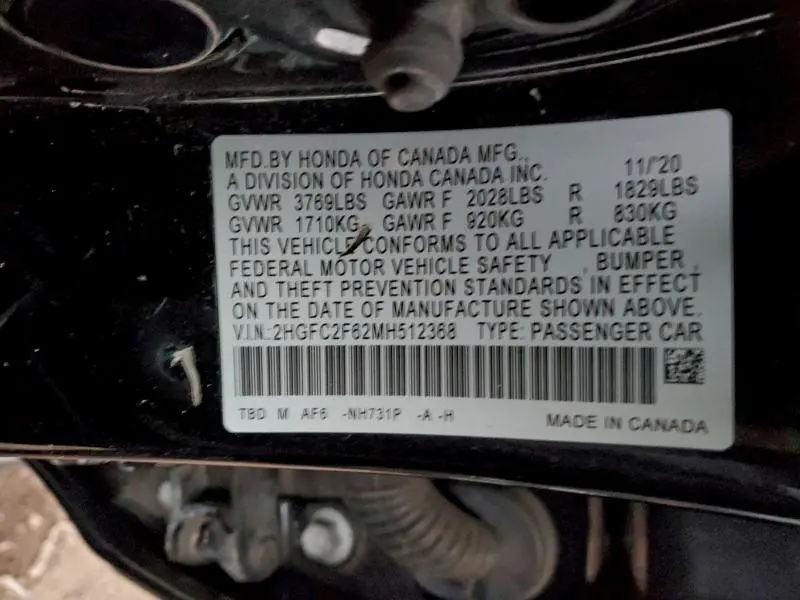 MFD.BY HONDA OF CANADA MFG.,
A DIVISION OF HONDA CANADA INC. 11/'20
GVWR 3769LBS GAWR F 2028LBS R 1829LBS
GVWR 1710KG GAWR F 920KG R 830KG
THIS VEHICLE CONFORMS TO ALL APPLICABLE
FEDERAL MOTOR VEHICLE SAFETY , BUMPER ,
AND THEFT PREVENTION STANDARDS IN EFFECT
ON THE DATE OF MANUFACTURE SHOWN ABOVE.
V.I.N.:2HGFC2F62MH512368 TYPE: PASSENGER CAR
TBD M AF6 -NH731P -A -H
MADE IN CANADA